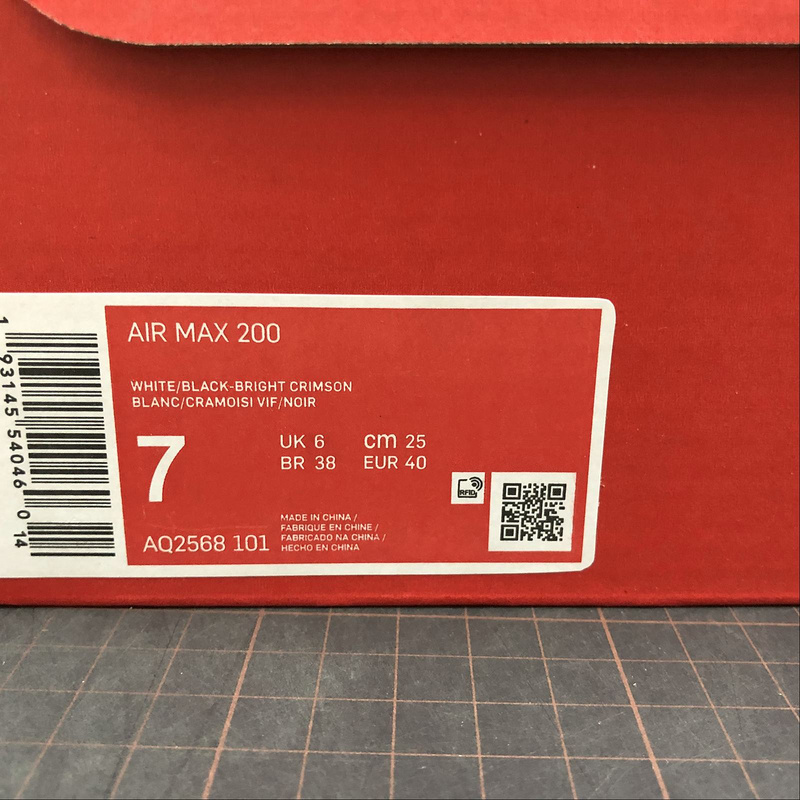 AIR MAX 200
WHITE/BLACK-BRIGHT CRIMSON
BLANC/CRAMOISI VIF/NOIR
7
UK 6 cm 25
BR 38 EUR 40
RFID
MADE IN CHINA /
FABRIQUE EN CHINE /
FABRICADO NA CHINA /
HECHO EN CHINA
AQ2568 101
1 93145 54046 0 14